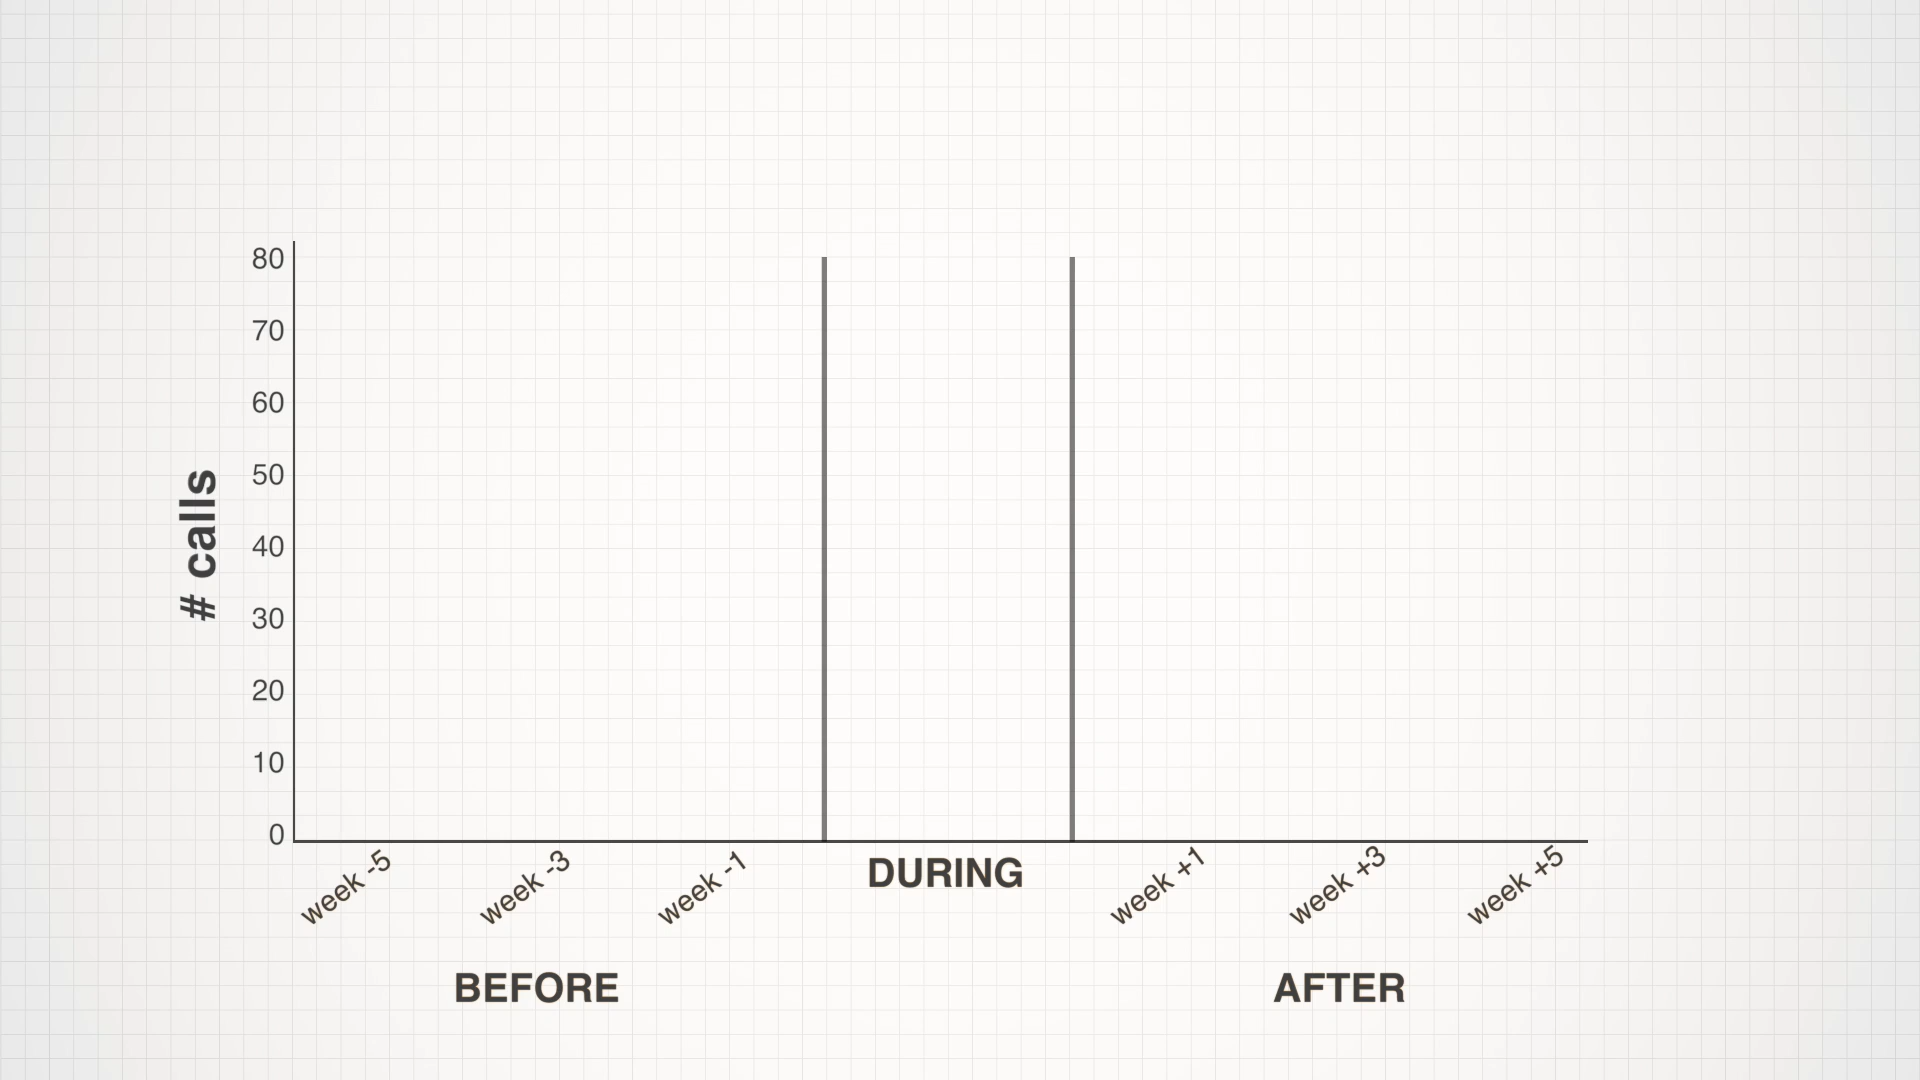 80
70
60
50
40
30
20
10
0
# calls
week -5
week -3
week -1
DURING
week +1
week +3
week +5
BEFORE
AFTER